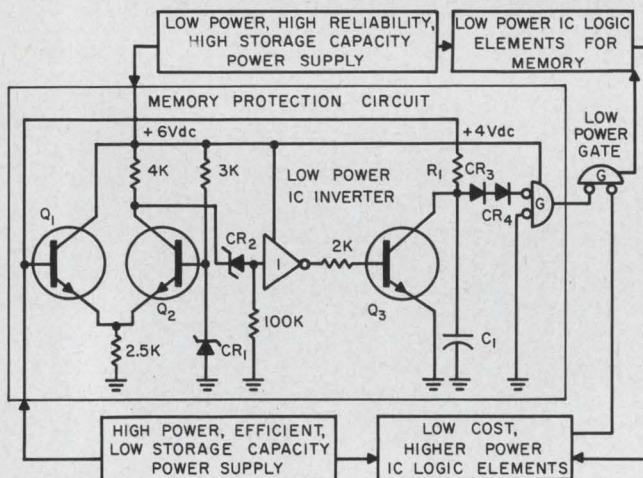 LOW POWER, HIGH RELIABILITY,
HIGH STORAGE CAPACITY
POWER SUPPLY
LOW POWER IC LOGIC
ELEMENTS FOR
MEMORY
MEMORY PROTECTION CIRCUIT
LOW
POWER
GATE
+6Vdc
+4Vdc
4K
3K
LOW POWER
IC INVERTER
R1
CR3
G
G
Q1
CR2
CR4
I
2K
Q2
Q3
100K
CR1
C1
2.5K
HIGH POWER, EFFICIENT,
LOW STORAGE CAPACITY
POWER SUPPLY
LOW COST,
HIGHER POWER
IC LOGIC ELEMENTS